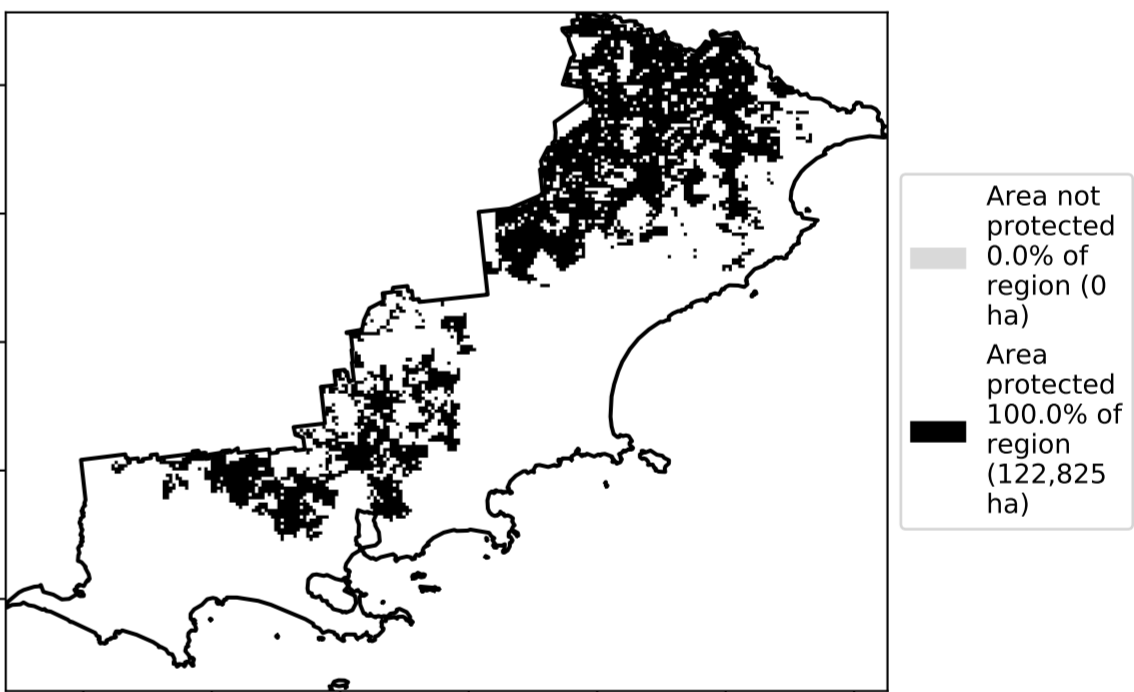 Area not
protected
0.0% of
region (0
ha)
Area
protected
100.0% of
region
(122,825
ha)